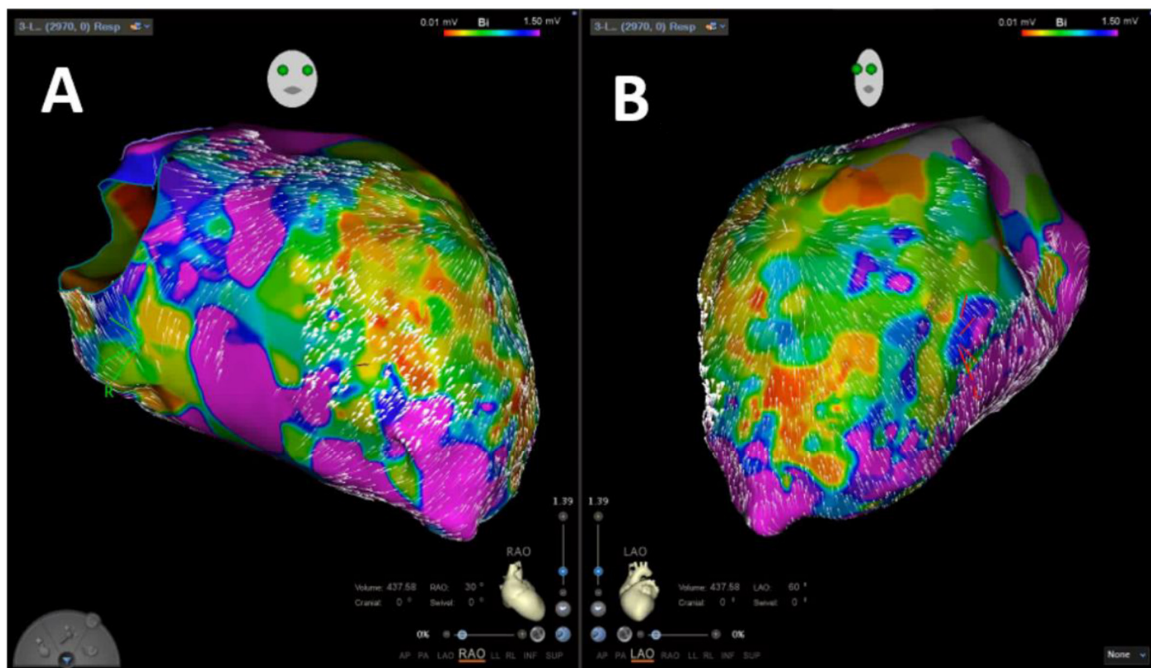 3-L... (2970, 0) Resp
0.01 mV Bi 1.50 mV
A
R
1.39
RAO
Volume: 437.58 RAO: 30 °
Cranial: 0 ° Swivel: 0 °
0%
AP PA LAO RAO LL RL INF SUP
3-L... (2970, 0) Resp
0.01 mV Bi 1.50 mV
B
1.39
LAO
Volume: 437.58 LAO: 60 °
Cranial: 0 ° Swivel: 0 °
0%
AP PA LAO RAO LL RL INF SUP
None